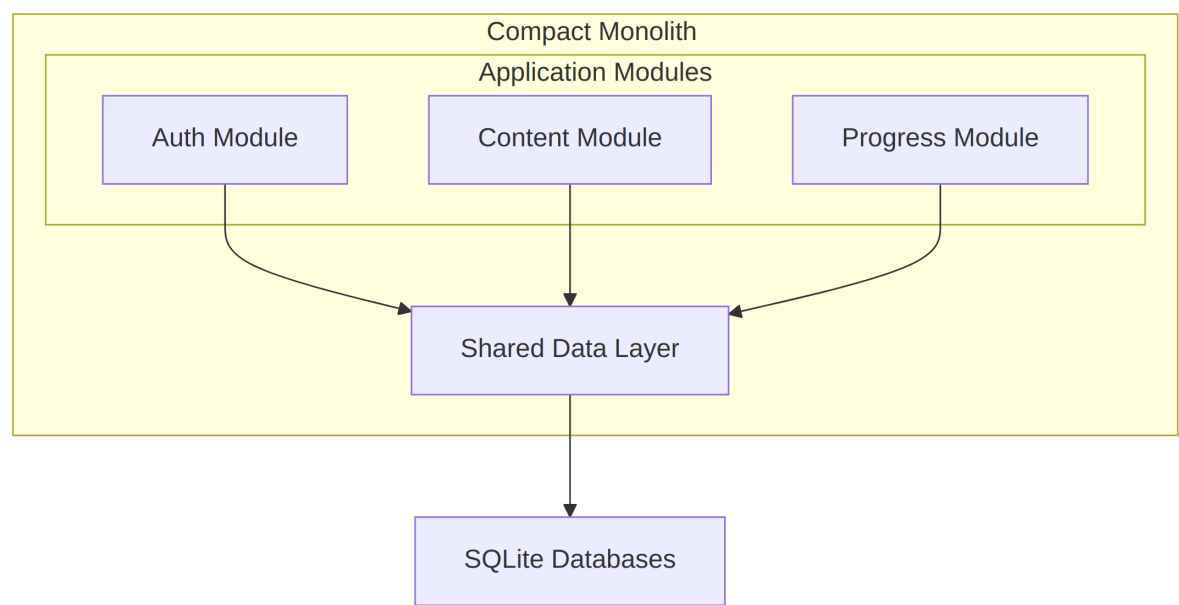 Compact Monolith
Application Modules
Auth Module
Content Module
Progress Module
Shared Data Layer
SQLite Databases